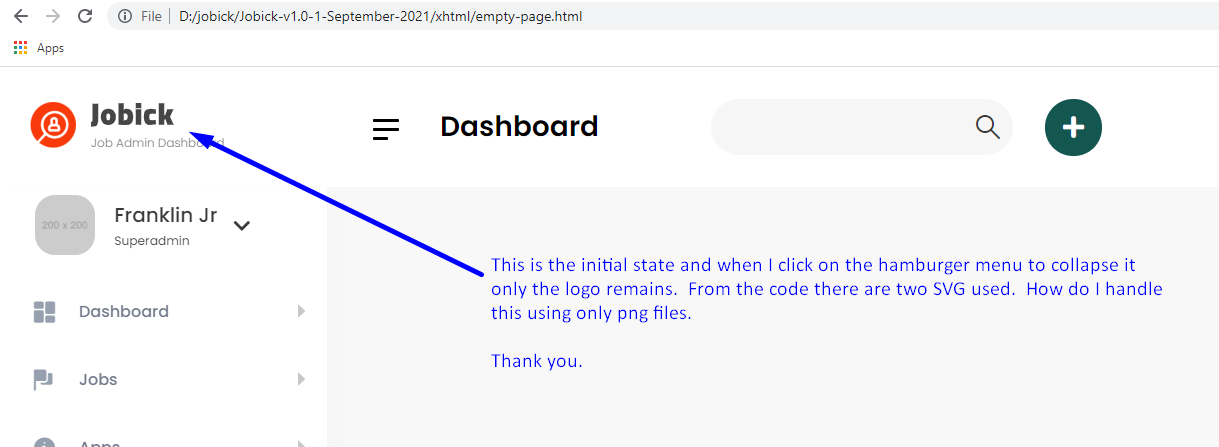 File | D:/jobick/Jobick-v1.0-1-September-2021/xhtml/empty-page.html
Apps
Jobick
Job Admin Dashboard
Dashboard
Franklin Jr
Superadmin
200 x 200
This is the initial state and when I click on the hamburger menu to collapse it
only the logo remains. From the code there are two SVG used. How do I handle
this using only png files.
Thank you.
Dashboard
Jobs
Apps